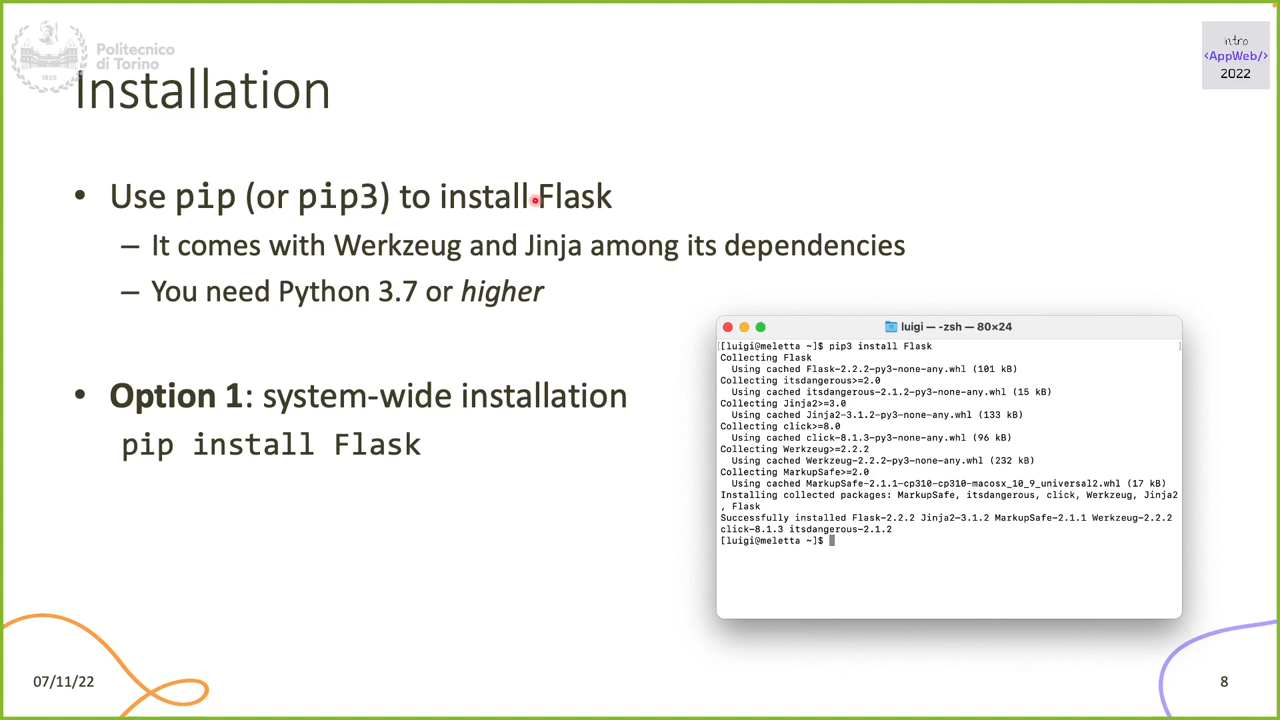 Politecnico
di Torino
1859
intro
<AppWeb/>
2022
Installation
• Use pip (or pip3) to install Flask
– It comes with Werkzeug and Jinja among its dependencies
– You need Python 3.7 or higher
• Option 1: system-wide installation
pip install Flask
luigi — -zsh — 80×24
[[luigi@meletta ~]$ pip3 install Flask ]
Collecting Flask
Using cached Flask-2.2.2-py3-none-any.whl (101 kB)
Collecting itsdangerous>=2.0
Using cached itsdangerous-2.1.2-py3-none-any.whl (15 kB)
Collecting Jinja2>=3.0
Using cached Jinja2-3.1.2-py3-none-any.whl (133 kB)
Collecting click>=8.0
Using cached click-8.1.3-py3-none-any.whl (96 kB)
Collecting Werkzeug>=2.2.2
Using cached Werkzeug-2.2.2-py3-none-any.whl (232 kB)
Collecting MarkupSafe>=2.0
Using cached MarkupSafe-2.1.1-cp310-cp310-macosx_10_9_universal2.whl (17 kB)
Installing collected packages: MarkupSafe, itsdangerous, click, Werkzeug, Jinja2
, Flask
Successfully installed Flask-2.2.2 Jinja2-3.1.2 MarkupSafe-2.1.1 Werkzeug-2.2.2
click-8.1.3 itsdangerous-2.1.2
[luigi@meletta ~]$
07/11/22
8